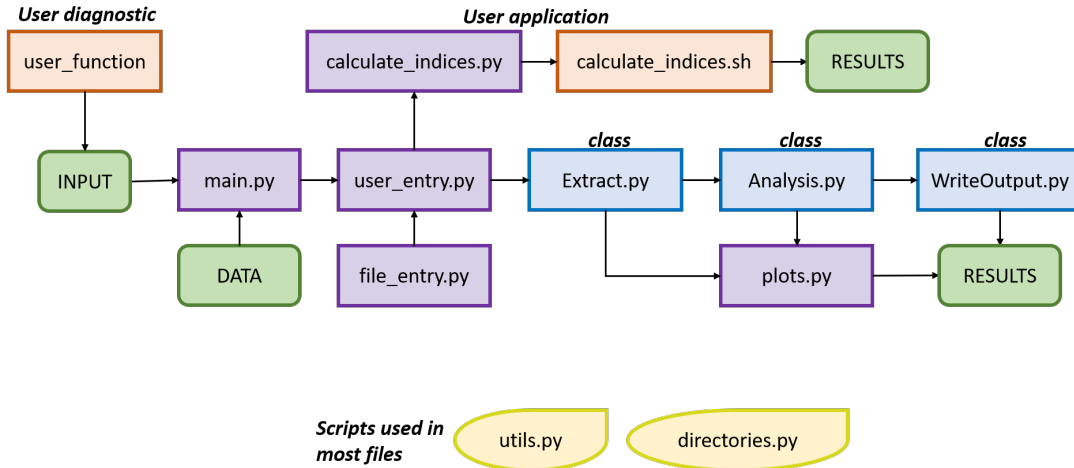 User diagnostic
User application
user_function
calculate_indices.py
calculate_indices.sh
RESULTS
class
class
class
INPUT
main.py
user_entry.py
Extract.py
Analysis.py
WriteOutput.py
DATA
file_entry.py
plots.py
RESULTS
Scripts used in
most files
utils.py
directories.py